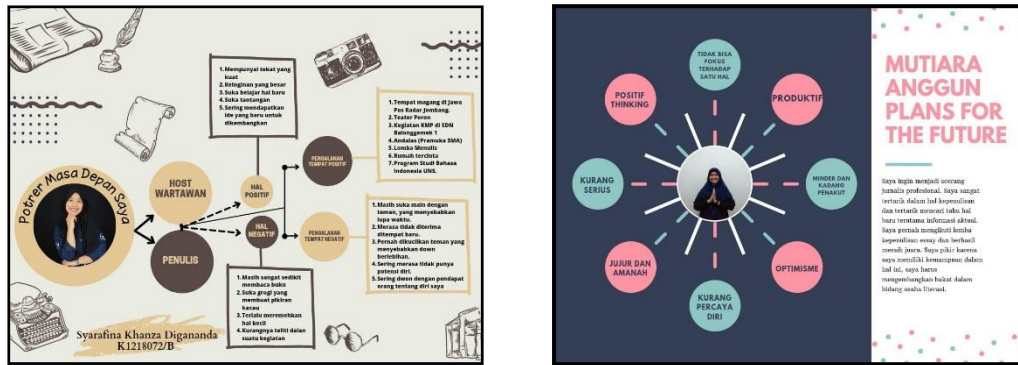 Potrer Masa Depan Saya
HOST
WARTAWAN
PENULIS
HAL
POSITIF
HAL
NEGATIF
1. Mempunyai tekat yang
kuat
2. Keinginan yang besar
3. Suka belajar hal baru
4. Suka tantangan
5. Sering mendapatkan
ide yang baru untuk
dikembangkan
1. Masih sangat sedikit
membaca buku
2. Suka grogi yang
membuat pikiran
kacau
3. Terlalu meremehkan
hal kecil
4. Kurangnya teliti dalan
suatu kegiatan
PERJALANAN
TEMPAT POSITIF
1. Tempat magang di Jawa
Pos Radar Jombang.
2. Teater Poron
3. Kegiatan KMP di SDN
Balonggemek 1
4. Andalas (Pramuka SMA)
5. Lomba Menulis
6. Rumah tercinta
7. Program Studi Bahasa
Indonesia UNS.
PERJALANAN
TEMPAT NEGATIF
1. Masih suka main dengan
teman, yang menyebabkan
lupa waktu.
2. Merasa tidak diterima
ditempat baru.
3. Pernah dikucilkan teman yang
menyebabkan down
berlebihan.
4. Sering merasa tidak punya
potensi diri.
5. Sering dwon dengan pendapat
orang tentang diri saya
Syarafina Khanza Digananda
K1218072/B
TIDAK BISA
FOKUS
TERHADAP
SATU HAL
PRODUKTIF
MINDER DAN
KADANG
PENAKUT
OPTIMISME
KURANG
PERCAYA
DIRI
JUJUR DAN
AMANAH
KURANG
SERIUS
POSITIF
THINKING
MUTIARA
ANGGUN
PLANS FOR
THE FUTURE
Saya ingin menjadi seorang
jurnalis profesional. Saya sangat
tertarik dalam hal kepenulisan
dan tertarik mencari tahu hal
baru terutama informasi aktual.
Saya pernah mengikuti lomba
kepenulisan essay dan berhasil
meraih juara. Saya pikir karena
saya memiliki kemampuan dalam
hal ini, saya harus
mengembangkan bakat dalam
bidang usaha literasi.